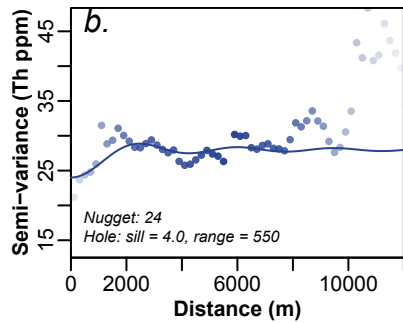 b.
Semi−variance (Th ppm)
45
35
25
15
Nugget: 24
Hole: sill = 4.0, range = 550
0 2000 6000 10000
Distance (m)